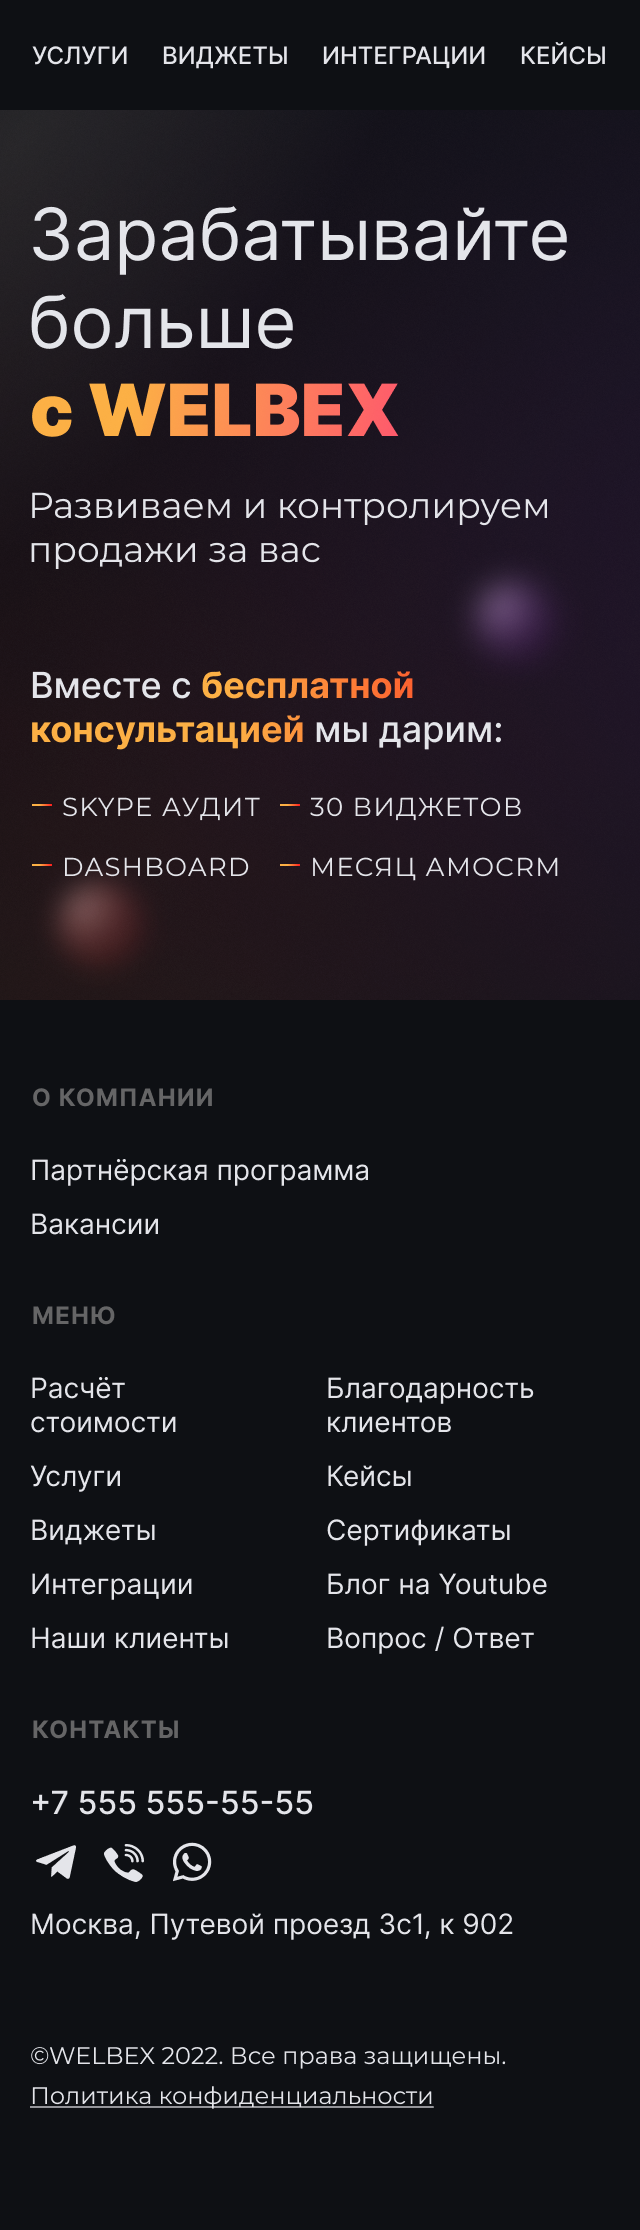 УСЛУГИ ВИДЖЕТЫ ИНТЕГРАЦИИ КЕЙСЫ
Зарабатывайте
больше
с WELBEX
Развиваем и контролируем
продажи за вас
Вместе с бесплатной
консультацией мы дарим:
SKYPE АУДИТ 30 ВИДЖЕТОВ
DASHBOARD МЕСЯЦ AMOCRM
О КОМПАНИИ
Партнёрская программа
Вакансии
МЕНЮ
Расчёт
стоимости
Услуги
Виджеты
Интеграции
Наши клиенты
Благодарность
клиентов
Кейсы
Сертификаты
Блог на Youtube
Вопрос / Ответ
КОНТАКТЫ
+7 555 555-55-55
Москва, Путевой проезд 3с1, к 902
©WELBEX 2022. Все права защищены.
Политика конфиденциальности